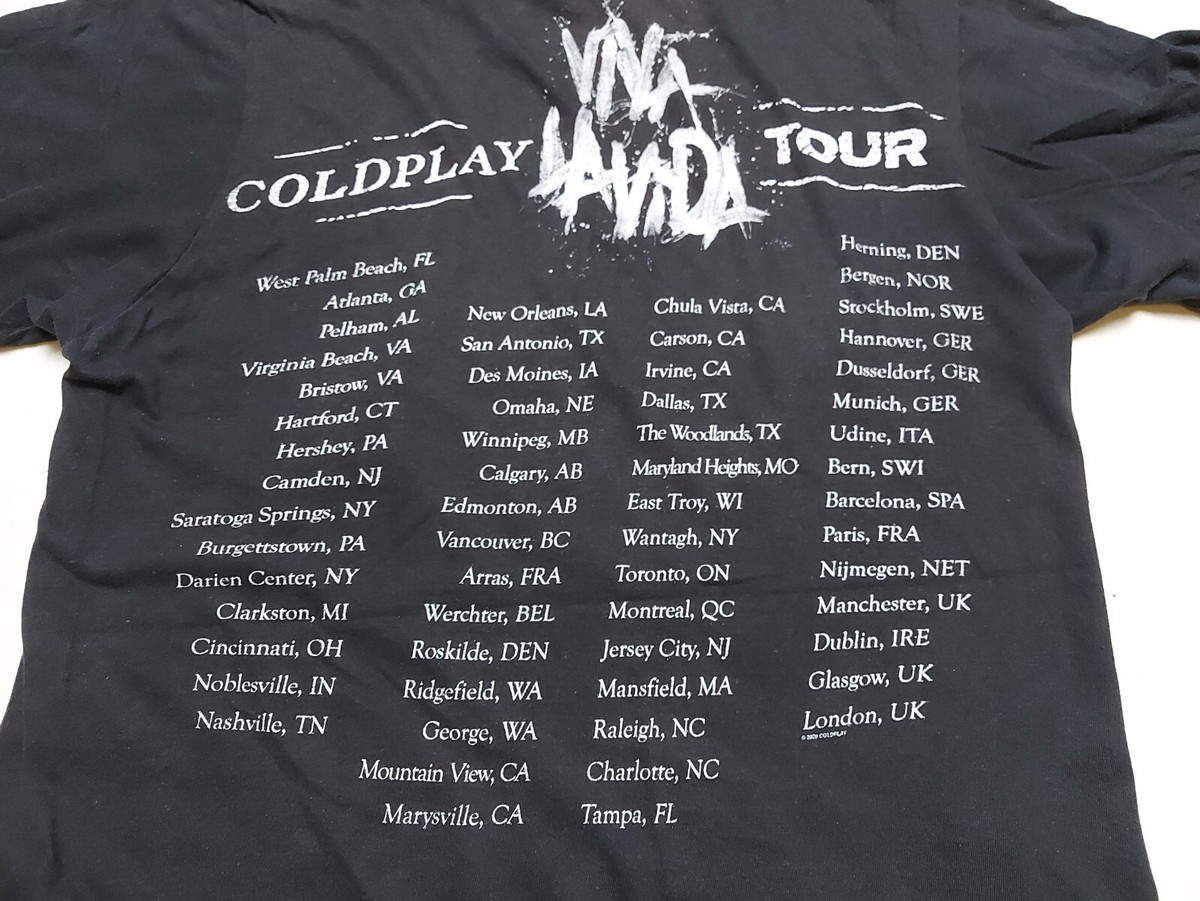 COLDPLAY VIVA LA VIDA TOUR
West Palm Beach, FL
Atlanta, GA
Pelham, AL
Virginia Beach, VA
Bristow, VA
Hartford, CT
Hershey, PA
Camden, NJ
Saratoga Springs, NY
Burgettstown, PA
Darien Center, NY
Clarkston, MI
Cincinnati, OH
Noblesville, IN
Nashville, TN
New Orleans, LA
San Antonio, TX
Des Moines, IA
Omaha, NE
Winnipeg, MB
Calgary, AB
Edmonton, AB
Vancouver, BC
Arras, FRA
Werchter, BEL
Roskilde, DEN
Ridgefield, WA
George, WA
Mountain View, CA
Marysville, CA
Chula Vista, CA
Carson, CA
Irvine, CA
Dallas, TX
The Woodlands, TX
Maryland Heights, MO
East Troy, WI
Wantagh, NY
Toronto, ON
Montreal, QC
Jersey City, NJ
Mansfield, MA
Raleigh, NC
Charlotte, NC
Tampa, FL
Herning, DEN
Bergen, NOR
Stockholm, SWE
Hannover, GER
Dusseldorf, GER
Munich, GER
Udine, ITA
Bern, SWI
Barcelona, SPA
Paris, FRA
Nijmegen, NET
Manchester, UK
Dublin, IRE
Glasgow, UK
London, UK
© 2009 COLDPLAY